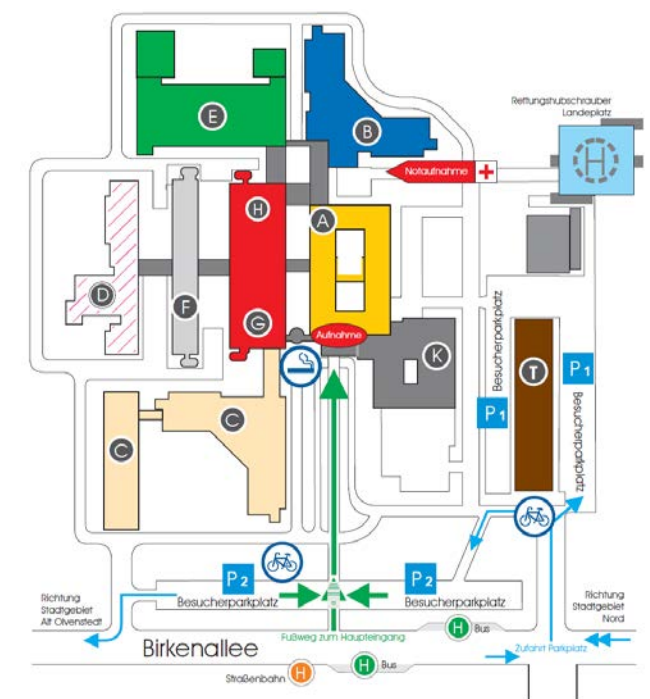 E
B
Rettungshubschrauber
Landeplatz
H
Notaufnahme
H
A
D
F
G
Aufnahme
K
Besucherparkplatz
P1
T
P1
Besucherparkplatz
C
C
P2
Besucherparkplatz
P2
Besucherparkplatz
Richtung
Stadtgebiet
Alt Olvenstedt
Richtung
Stadtgebiet
Nord
Fußweg zum Haupteingang
H Bus
Birkenallee
Zufahrt Parkplatz
Straßenbahn H
H Bus